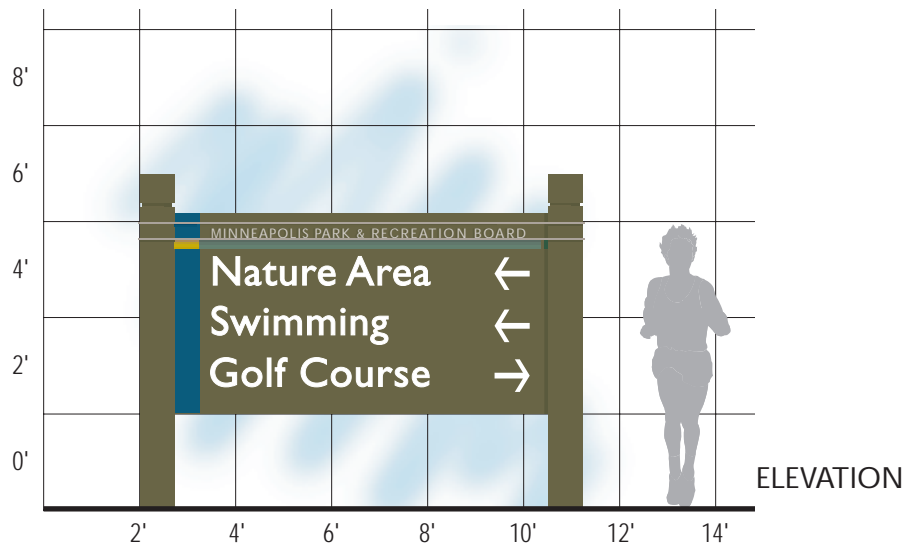 8'
6'
MINNEAPOLIS PARK & RECREATION BOARD
4'
Nature Area ←
Swimming ←
2'
Golf Course →
0'
ELEVATION
2' 4' 6' 8' 10' 12' 14'